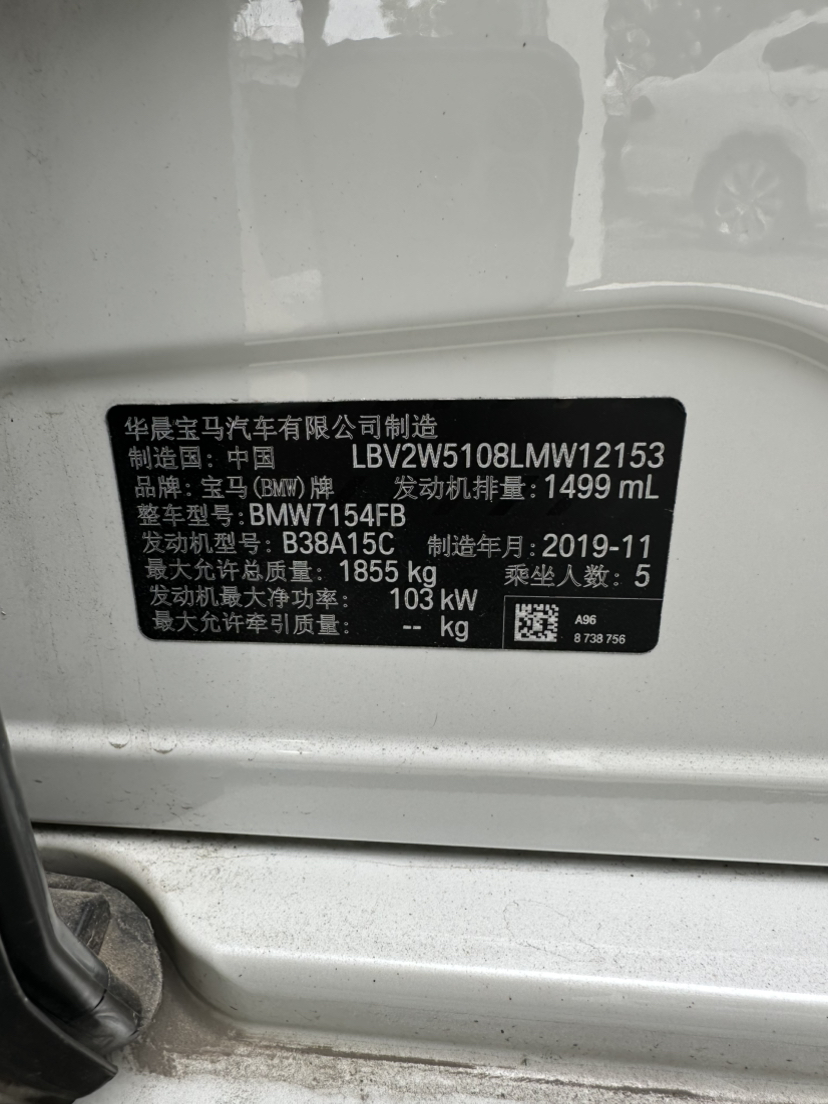 华晨宝马汽车有限公司制造
制造国: 中国 LBV2W5108LMW12153
品牌: 宝马(BMW)牌 发动机排量: 1499 mL
整车型号: BMW7154FB
发动机型号: B38A15C 制造年月: 2019-11
最大允许总质量: 1855 kg 乘坐人数: 5
发动机最大净功率: 103 kW
最大允许牵引质量: -- kg
A96
8 738 756